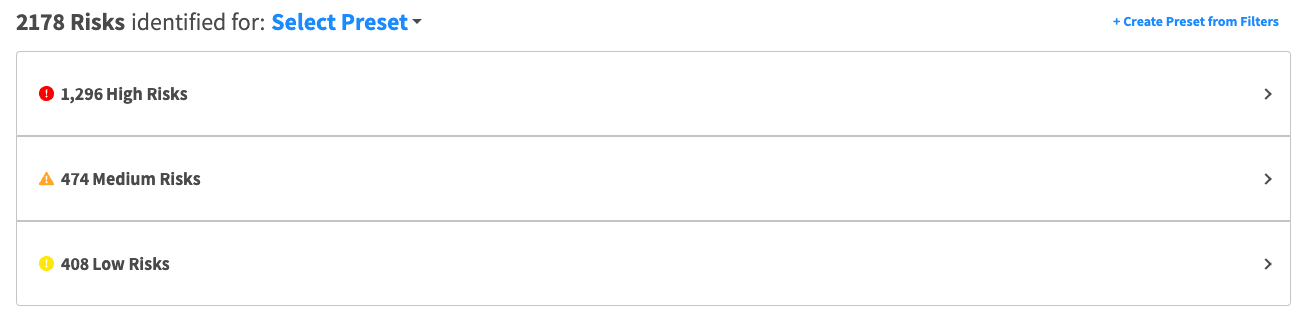 2178 Risks identified for: Select Preset
+ Create Preset from Filters
1,296 High Risks
474 Medium Risks
408 Low Risks